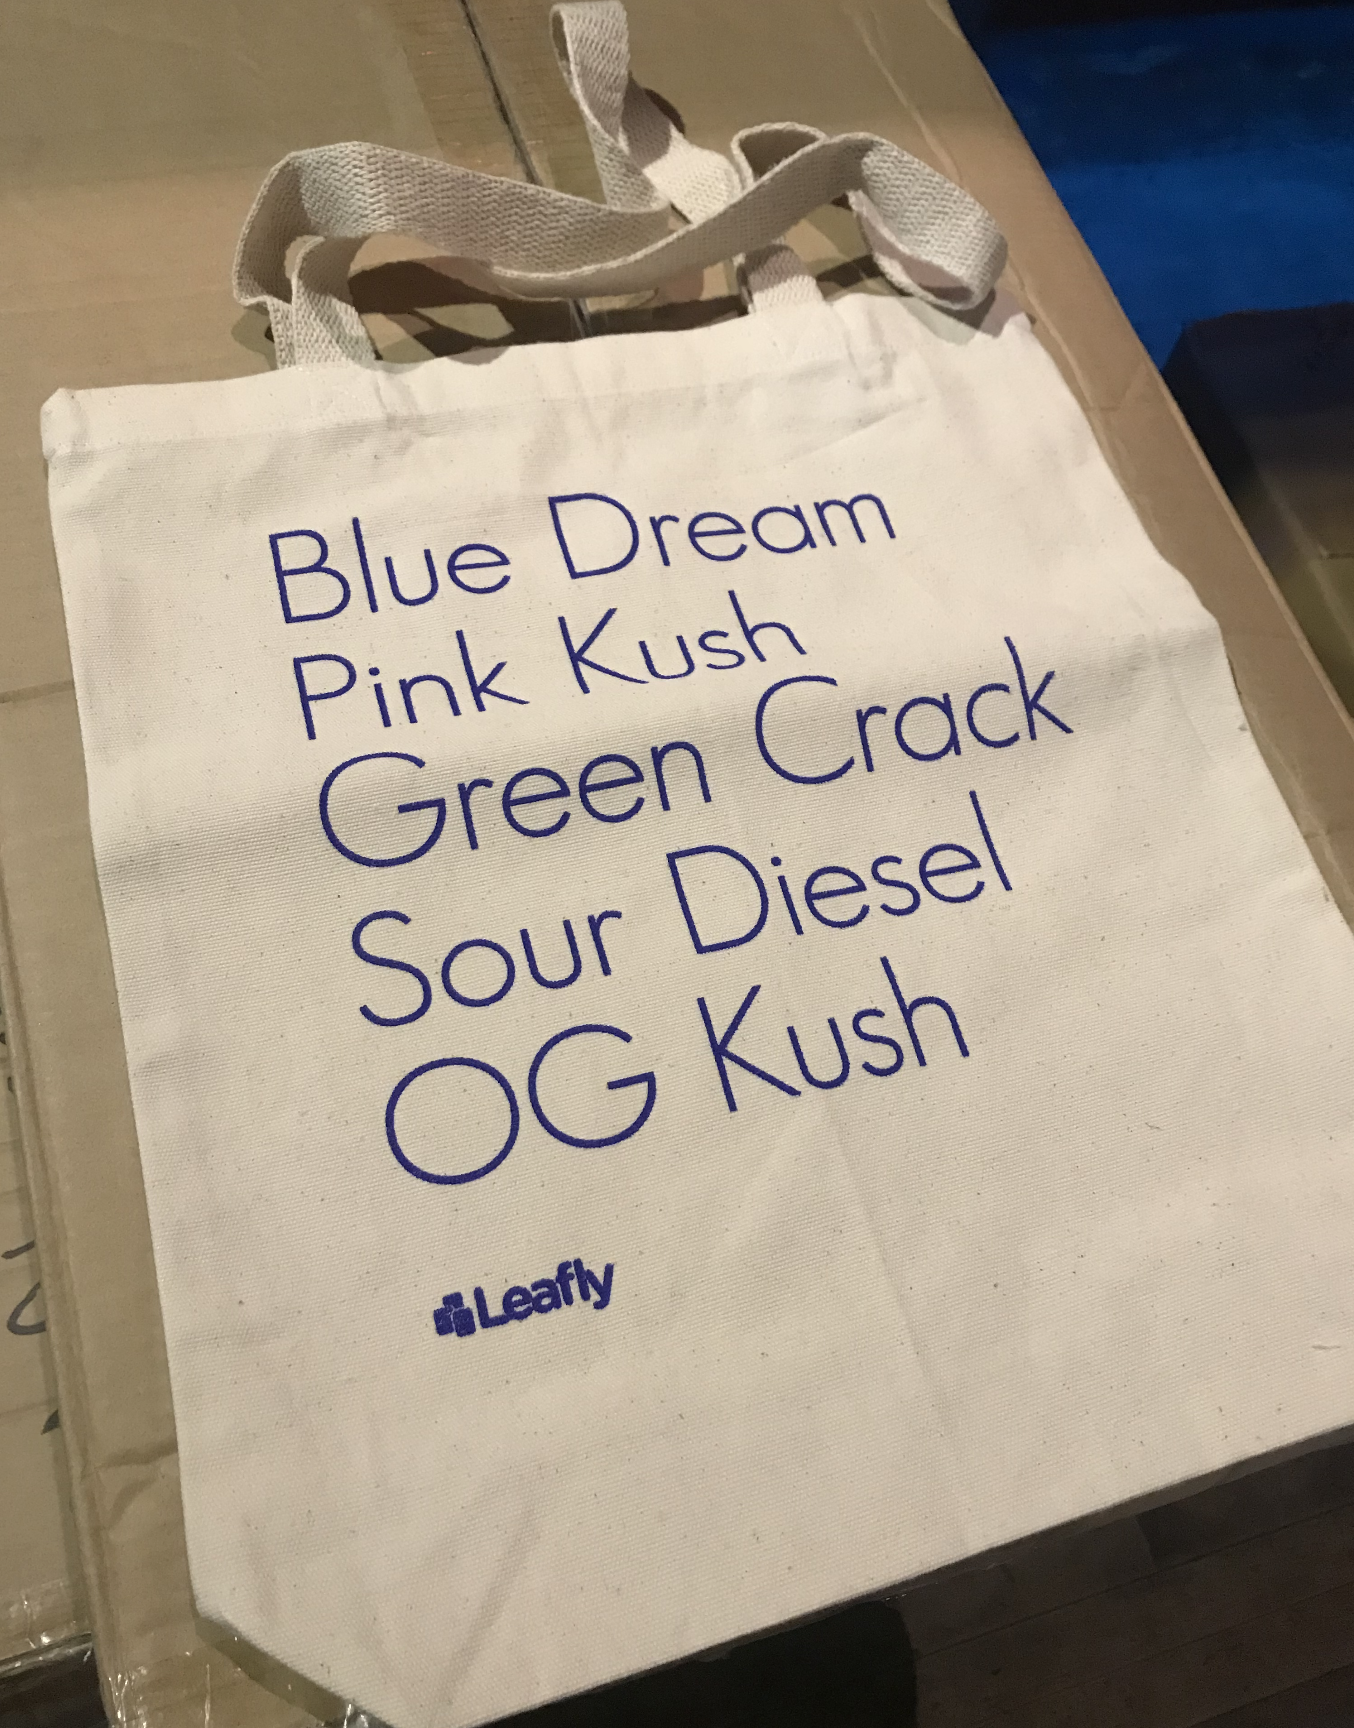 Blue Dream
Pink Kush
Green Crack
Sour Diesel
OG Kush
Leafly